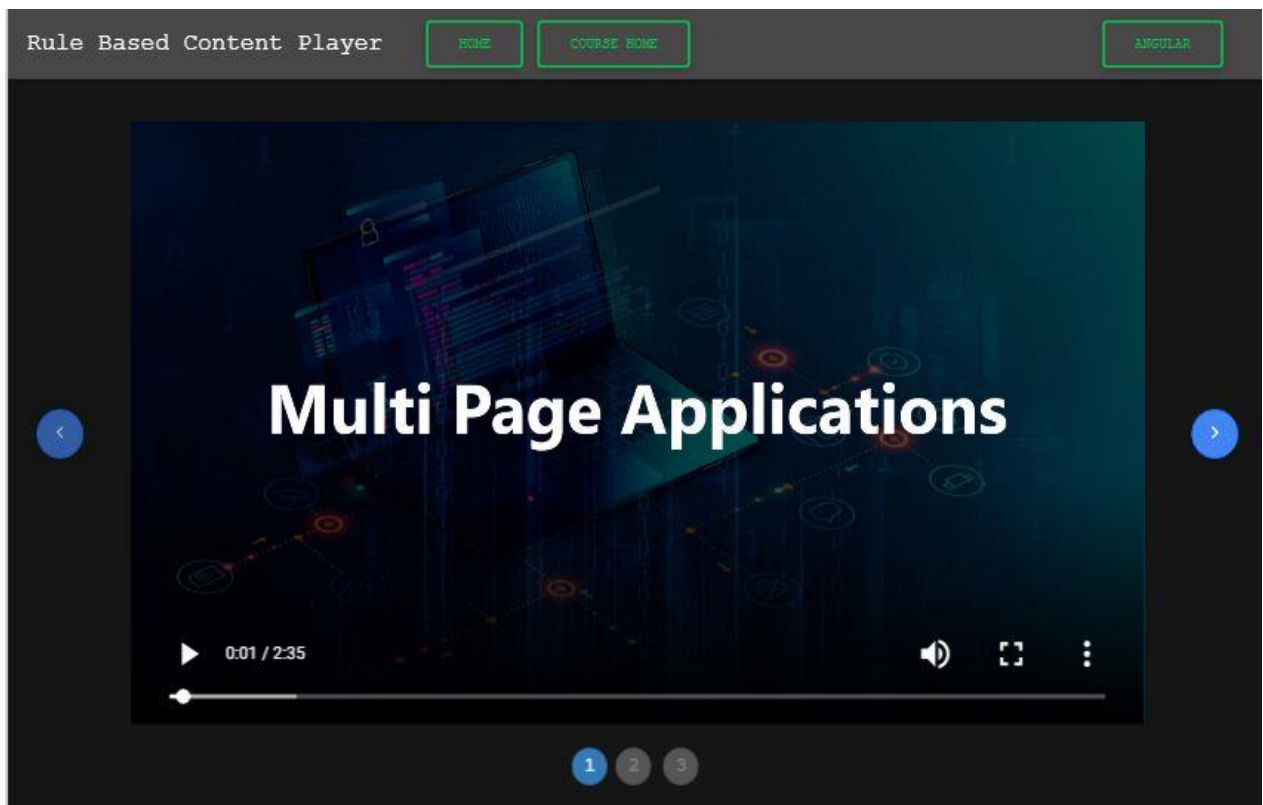 Rule Based Content Player HOME COURSE HOME ANGULAR
Multi Page Applications
0:01 / 2:35
1 2 3